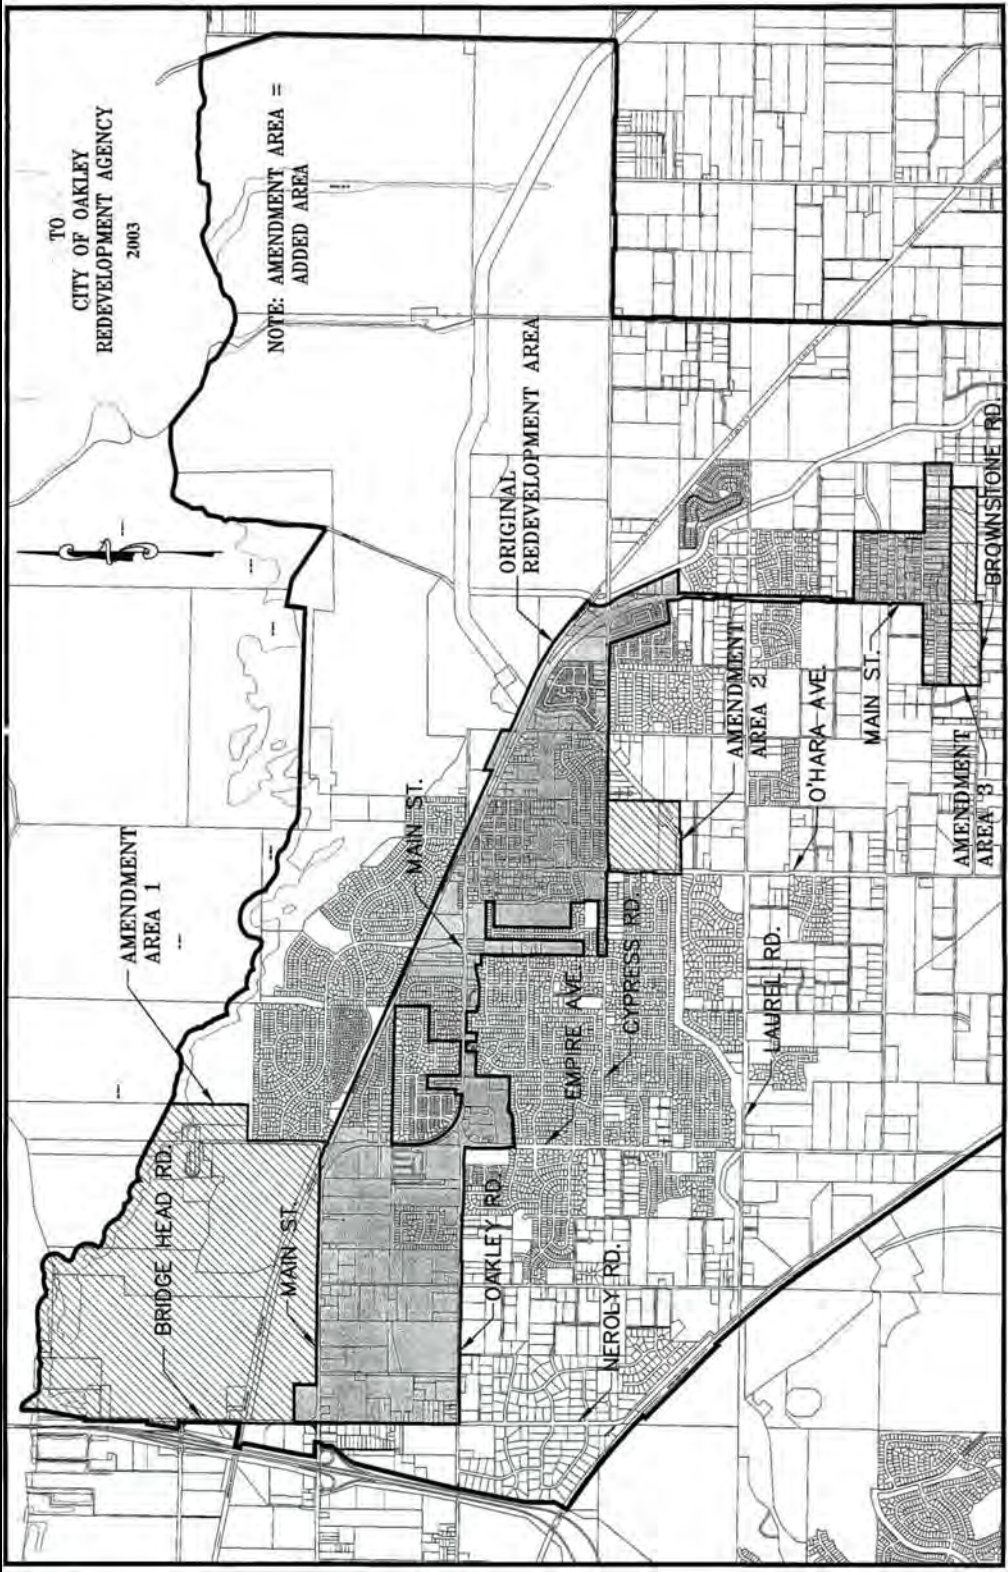 TO
CITY OF OAKLEY
REDEVELOPMENT AGENCY
2003
NOTE: AMENDMENT AREA =
ADDED AREA
ORIGINAL
REDEVELOPMENT AREA
AMENDMENT
AREA 1
BRIDGE HEAD RD.
MAIN ST.
MAIN ST.
OAKLEY RD.
NEROLY RD.
EMPIRE AVE.
CYPRESS RD.
LAUREL RD.
O'HARA AVE.
AMENDMENT
AREA 2
MAIN ST.
AMENDMENT
AREA 3
BROWNSTONE RD.